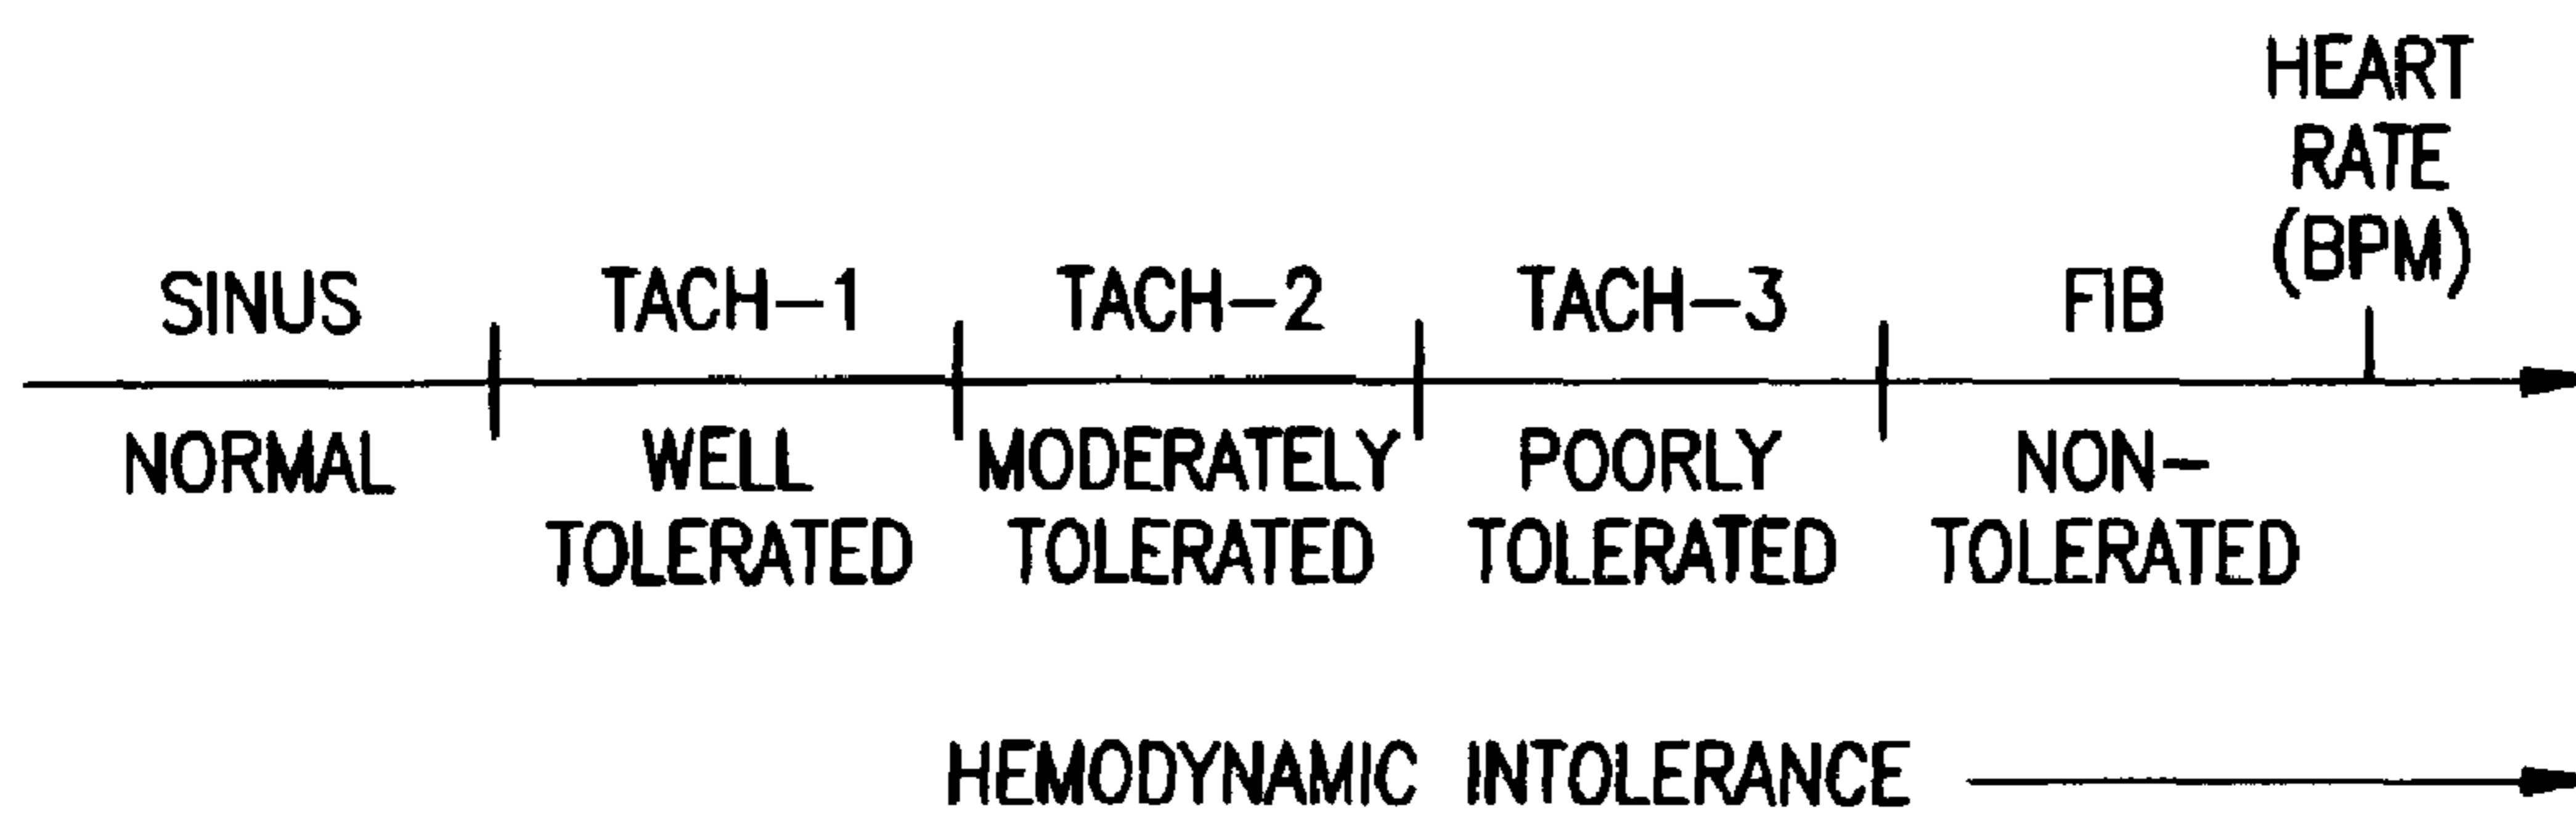 HEART
RATE
(BPM)
SINUS TACH-1 TACH-2 TACH-3 FIB
NORMAL WELL MODERATELY POORLY NON-
TOLERATED TOLERATED TOLERATED TOLERATED
HEMODYNAMIC INTOLERANCE